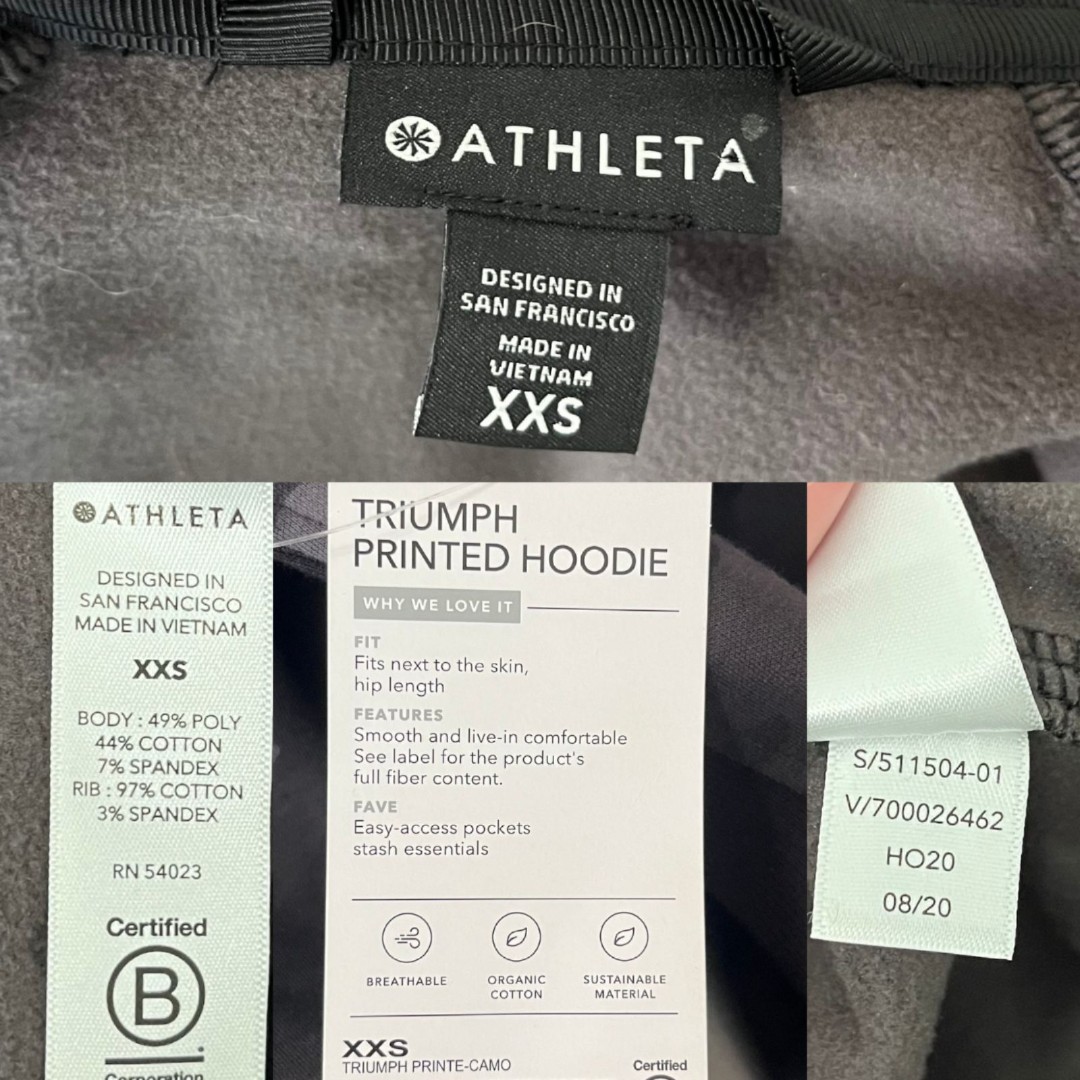 ATHLETA
DESIGNED IN
SAN FRANCISCO
MADE IN
VIETNAM
XXS
ATHLETA
DESIGNED IN
SAN FRANCISCO
MADE IN VIETNAM
XXS
BODY : 49% POLY
44% COTTON
7% SPANDEX
RIB : 97% COTTON
3% SPANDEX
RN 54023
Certified
B
Corporation
TRIUMPH
PRINTED HOODIE
WHY WE LOVE IT
FIT
Fits next to the skin,
hip length
FEATURES
Smooth and live-in comfortable
See label for the product's
full fiber content.
FAVE
Easy-access pockets
stash essentials
BREATHABLE
ORGANIC
COTTON
SUSTAINABLE
MATERIAL
XXS
TRIUMPH PRINTE-CAMO
Certified
S/511504-01
V/700026462
HO20
08/20